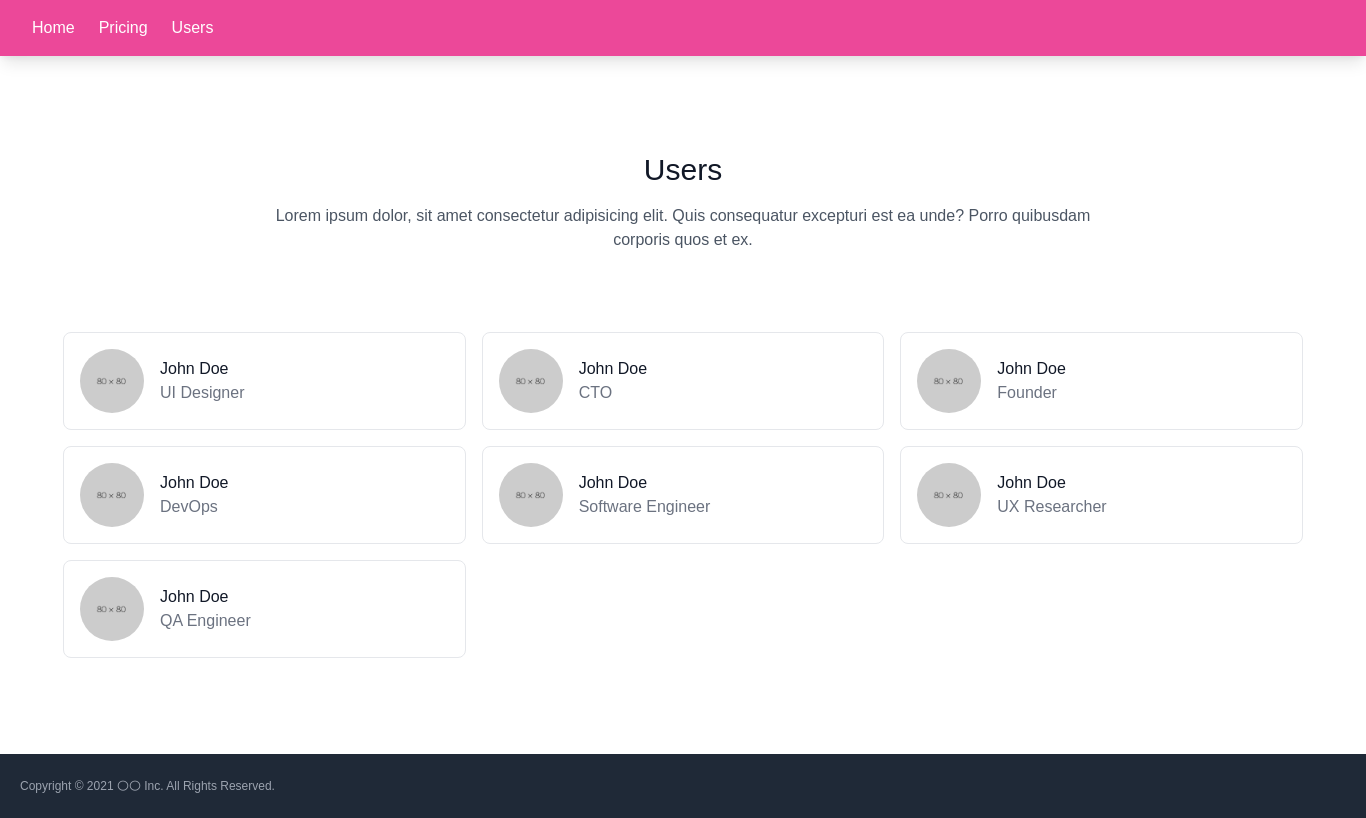 Home Pricing Users
Users
Lorem ipsum dolor, sit amet consectetur adipisicing elit. Quis consequatur excepturi est ea unde? Porro quibusdam
corporis quos et ex.
80 × 80
John Doe
UI Designer
80 × 80
John Doe
CTO
80 × 80
John Doe
Founder
80 × 80
John Doe
DevOps
80 × 80
John Doe
Software Engineer
80 × 80
John Doe
UX Researcher
80 × 80
John Doe
QA Engineer
Copyright © 2021 〇〇 Inc. All Rights Reserved.